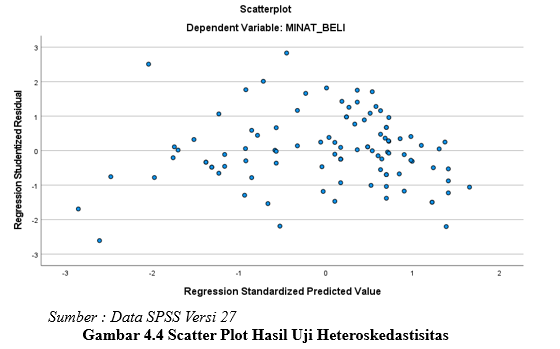 Scatterplot
Dependent Variable: MINAT_BELI
Regression Studentized Residual
3
2
1
0
-1
-2
-3
-3
-2
-1
0
1
2
Regression Standardized Predicted Value
Sumber : Data SPSS Versi 27
Gambar 4.4 Scatter Plot Hasil Uji Heteroskedastisitas